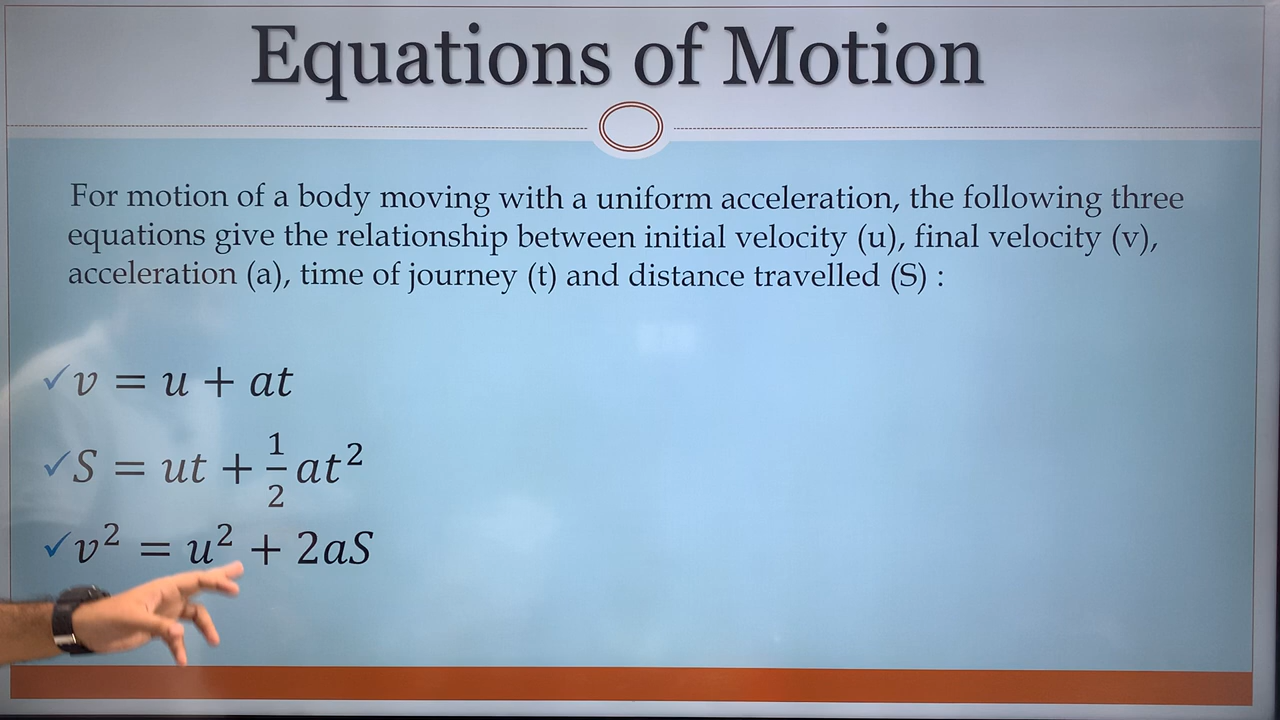 Equations of Motion
For motion of a body moving with a uniform acceleration, the following three
equations give the relationship between initial velocity (u), final velocity (v),
acceleration (a), time of journey (t) and distance travelled (S) :
✓v = u + at
✓S = ut + 1/2 at²
✓v² = u² + 2aS